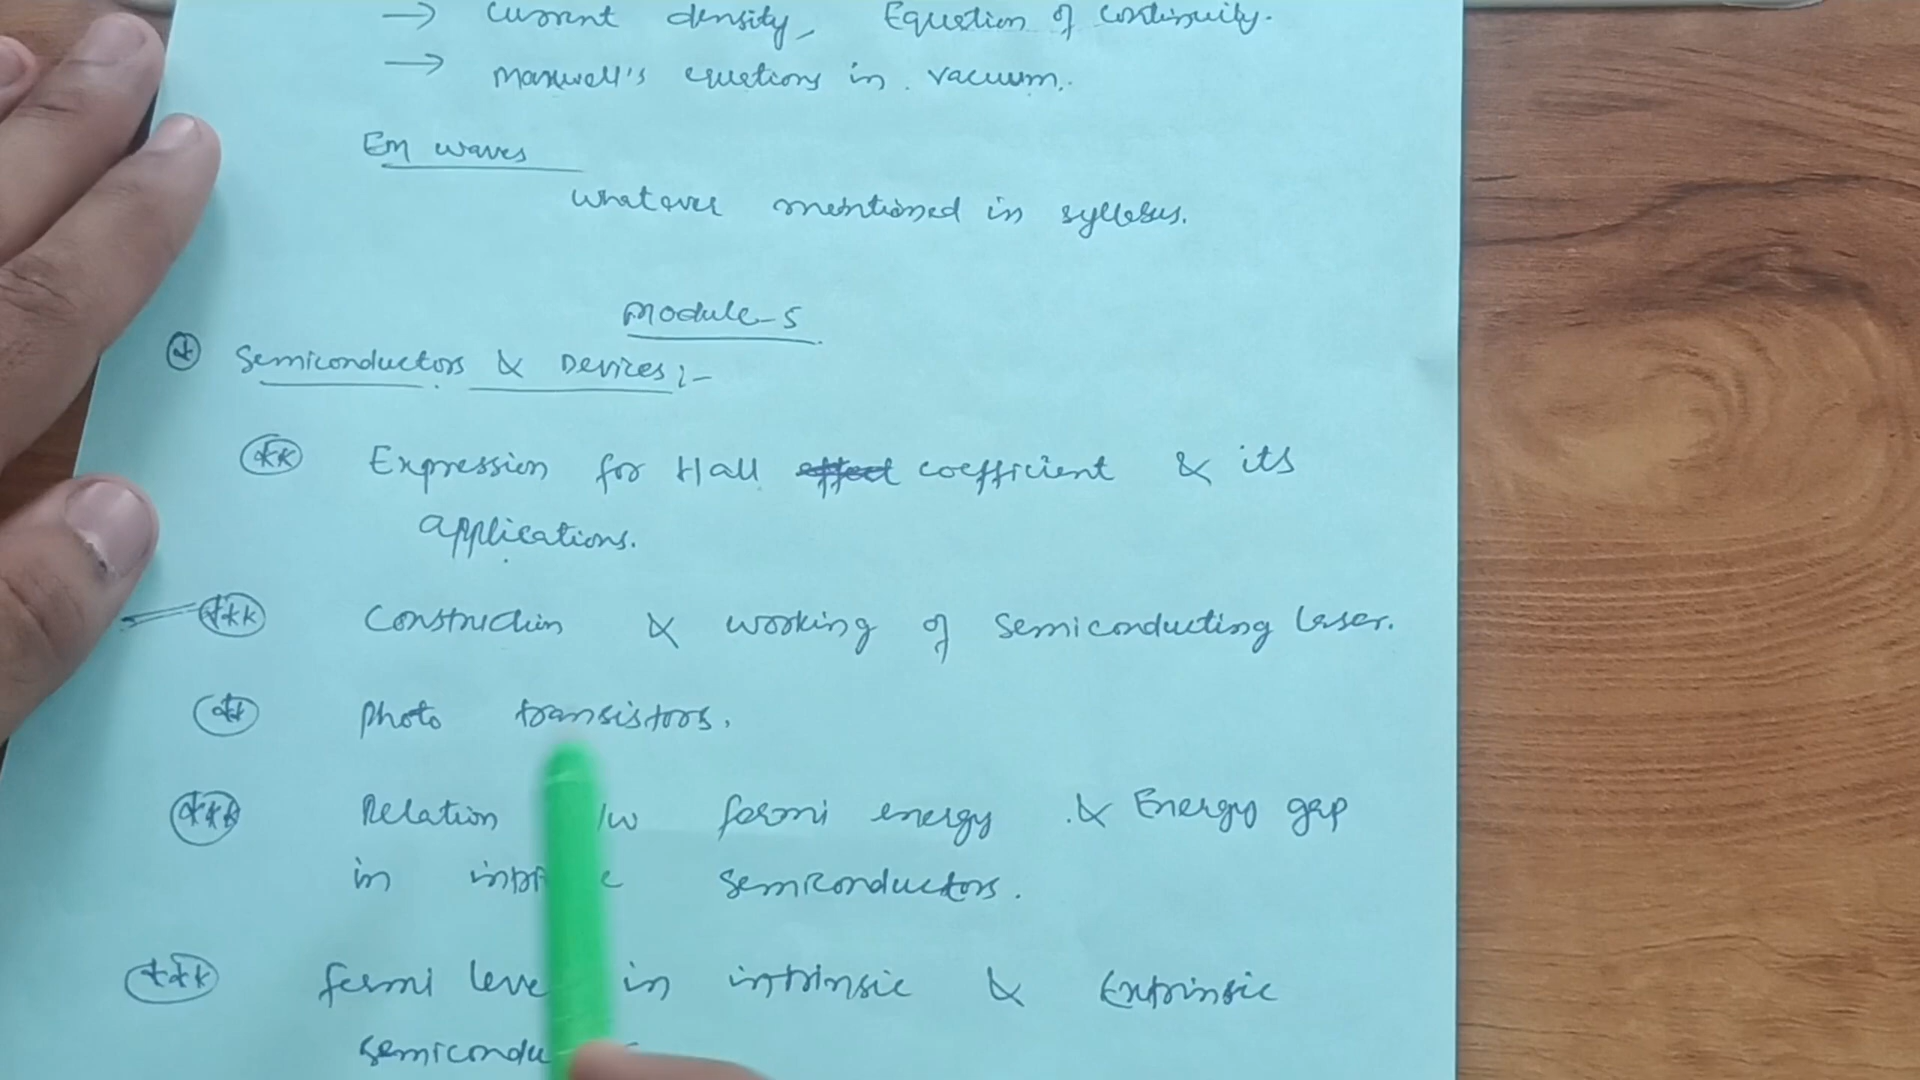 → Current density, Equation of continuity.
→ Maxwell's equations in vacuum.
Em waves
whatever mentioned in syllabus.
Module-5
* Semiconductors & Devices:-
** Expression for Hall coefficient & its
applications.
*** Construction & working of semiconducting laser.
** Photo transistors.
*** Relation /w fermi energy & Energy gap
in semiconductors.
*** fermi in intrinsic & Extrinsic